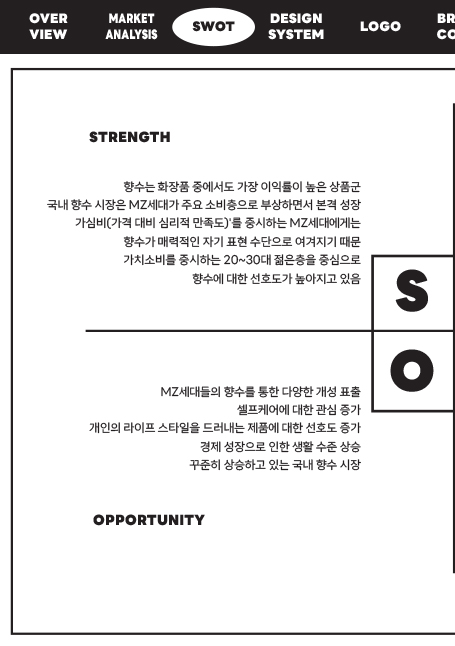 OVER VIEW
MARKET ANALYSIS
SWOT
DESIGN SYSTEM
LOGO
STRENGTH
향수는 화장품 중에서도 가장 이익률이 높은 상품군
국내 향수 시장은 MZ세대가 주요 소비층으로 부상하면서 본격 성장
가심비(가격 대비 심리적 만족도)'를 중시하는 MZ세대에게는
향수가 매력적인 자기 표현 수단으로 여겨지기 때문
가치소비를 중시하는 20~30대 젊은층을 중심으로
향수에 대한 선호도가 높아지고 있음
S
O
MZ세대들의 향수를 통한 다양한 개성 표출
셀프케어에 대한 관심 증가
개인의 라이프 스타일을 드러내는 제품에 대한 선호도 증가
경제 성장으로 인한 생활 수준 상승
꾸준히 상승하고 있는 국내 향수 시장
OPPORTUNITY